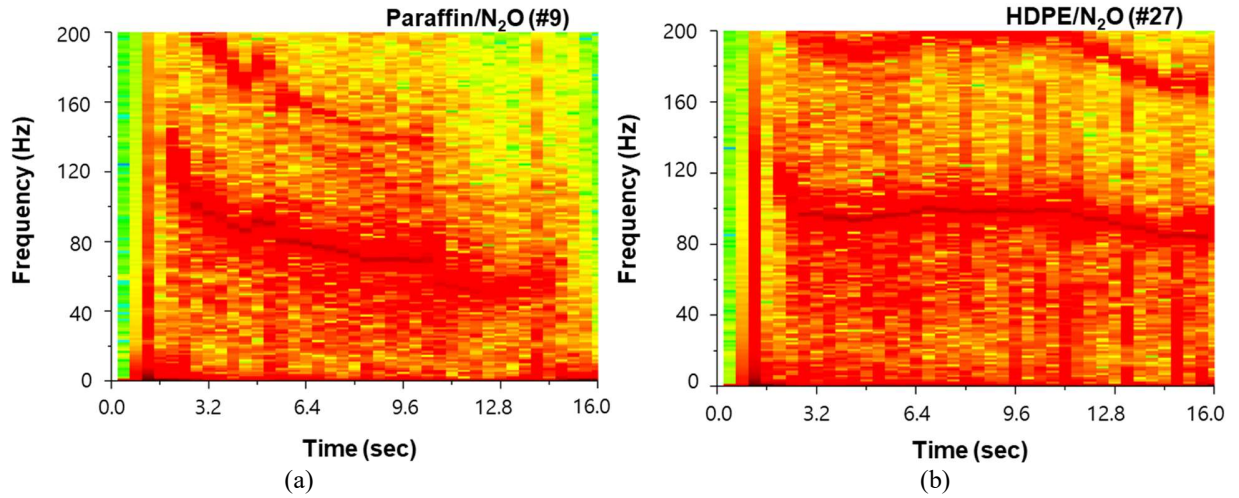 Paraffin/N₂O (#9)
200
160
120
80
40
0
Frequency (Hz)
0.0 3.2 6.4 9.6 12.8 16.0
Time (sec)
(a)
HDPE/N₂O (#27)
200
160
120
80
40
0
Frequency (Hz)
0.0 3.2 6.4 9.6 12.8 16.0
Time (sec)
(b)